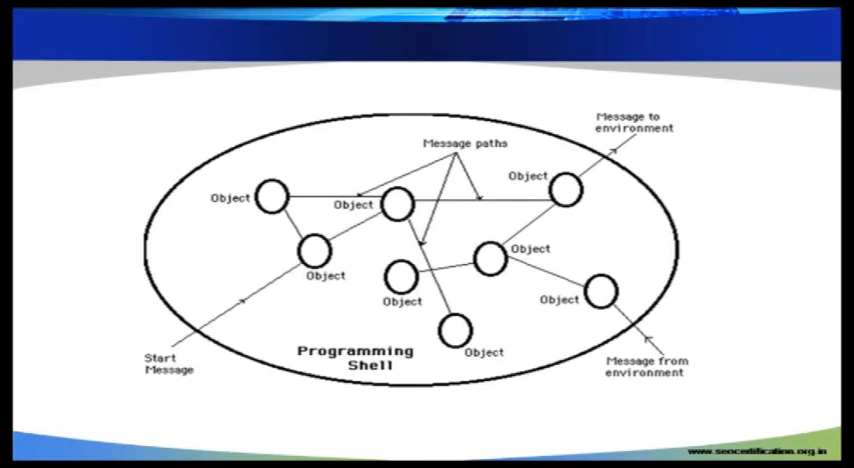 Message to
environment
Message paths
Object
Object
Object
Object
Object
Object
Object
Object
Start
Message
Programming
Shell
Message from
environment
www.seocertification.org.in